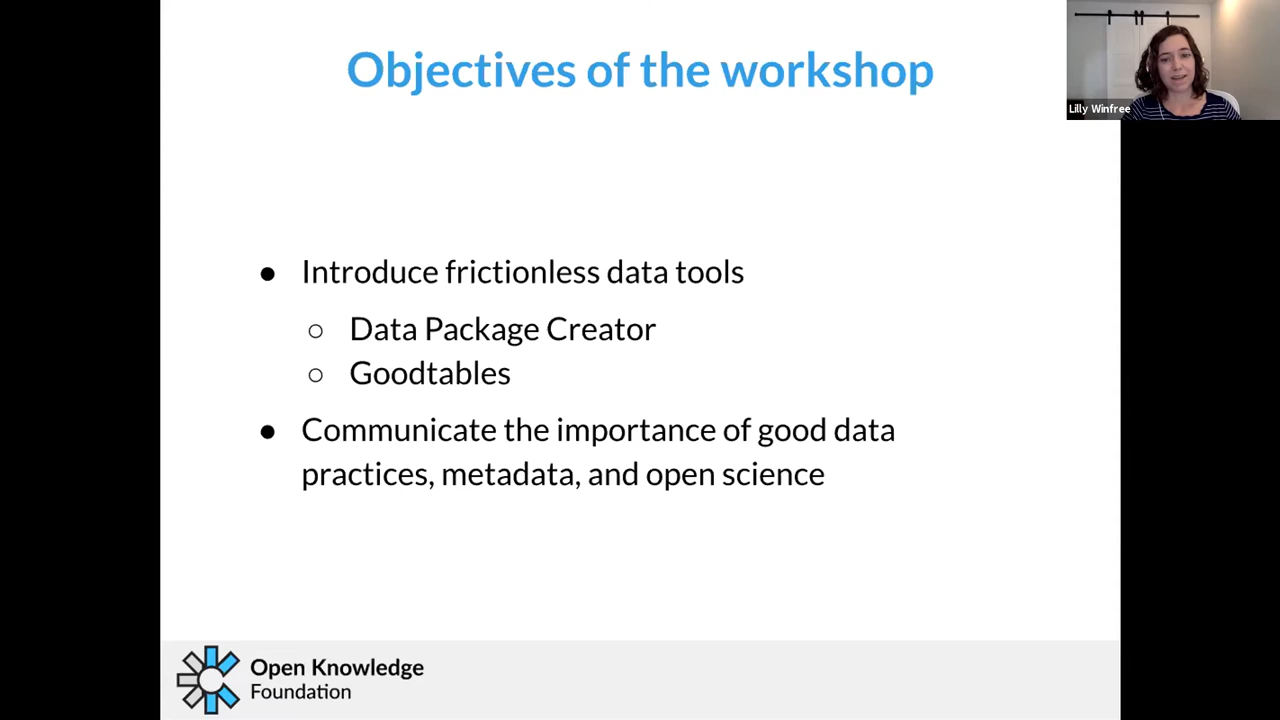 Objectives of the workshop
Lilly Winfree
● Introduce frictionless data tools
○ Data Package Creator
○ Goodtables
● Communicate the importance of good data
practices, metadata, and open science
Open Knowledge
Foundation